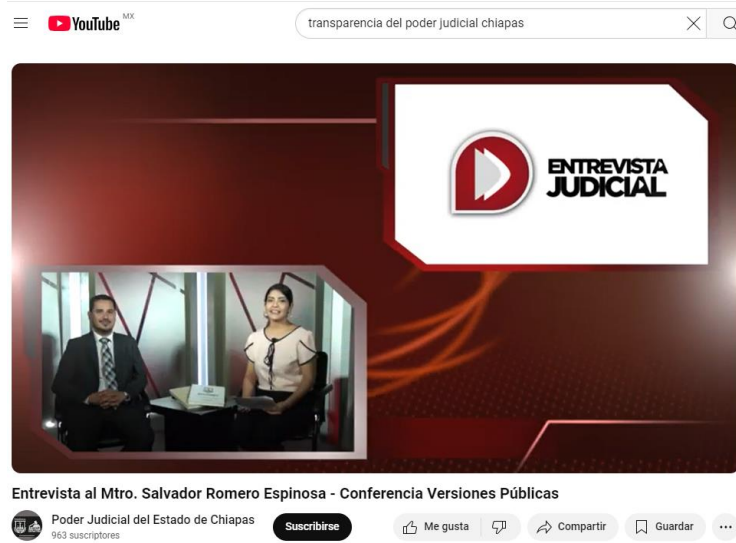 YouTube MX
transparencia del poder judicial chiapas
ENTREVISTA
JUDICIAL
Entrevista al Mtro. Salvador Romero Espinosa - Conferencia Versiones Públicas
Poder Judicial del Estado de Chiapas
963 suscriptores
Suscribirse
Me gusta
Compartir
Guardar